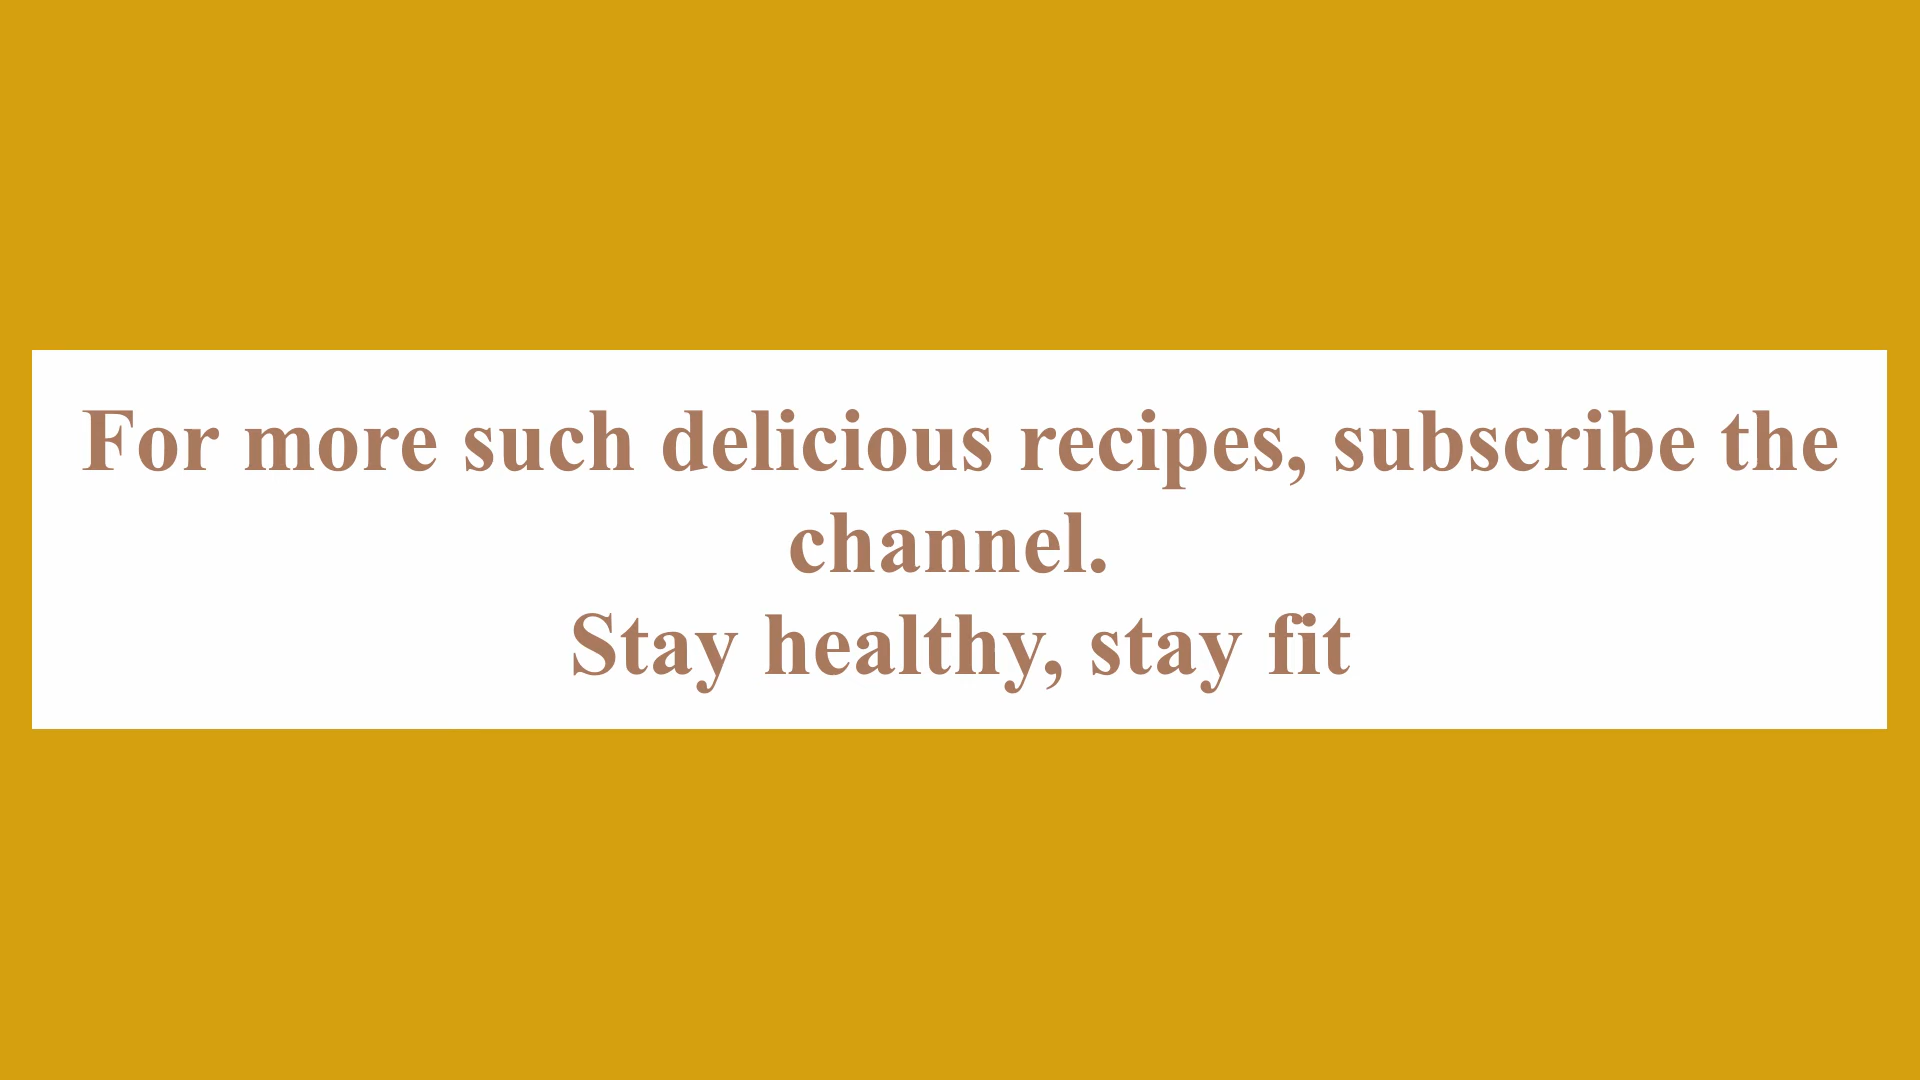 For more such delicious recipes, subscribe the
channel.
Stay healthy, stay fit